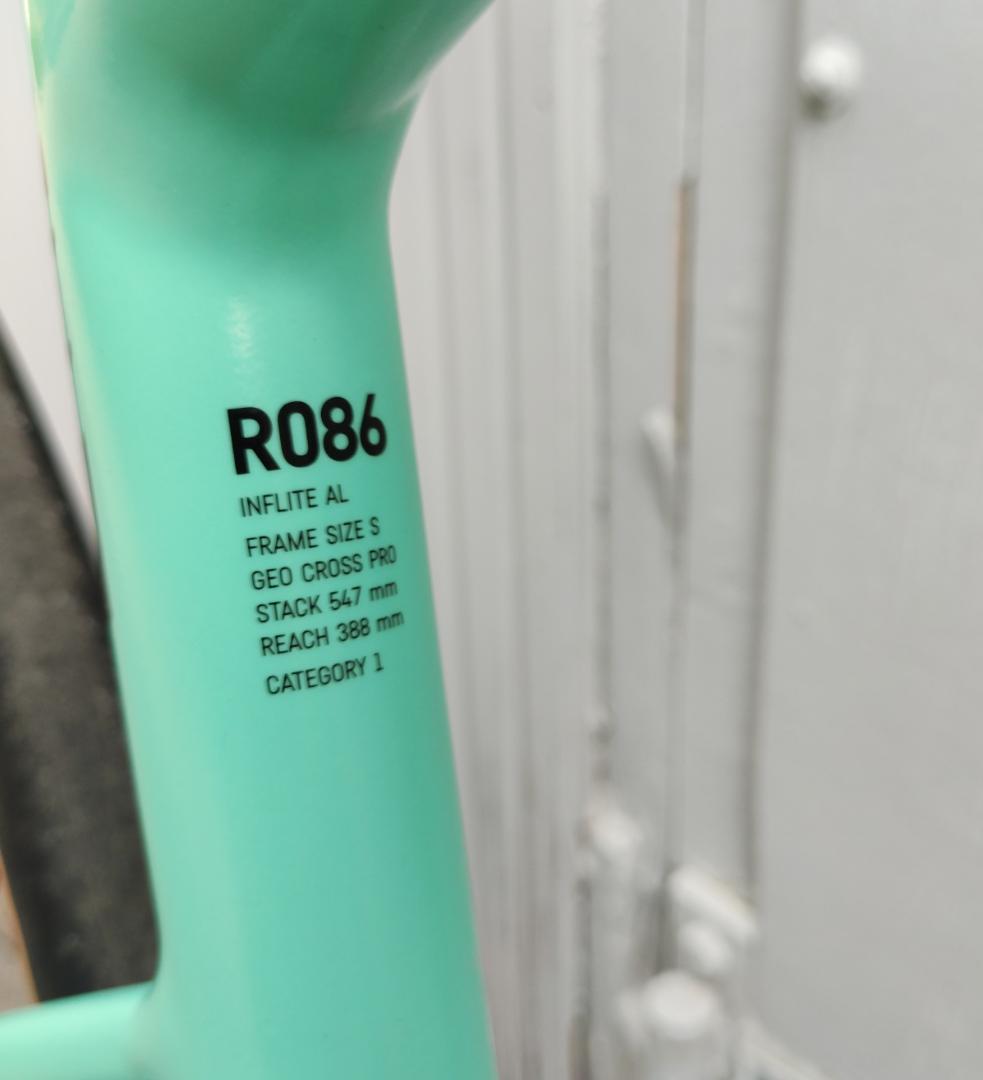 R086
INFLITE AL
FRAME SIZE S
GEO CROSS PRO
STACK 547 mm
REACH 388 mm
CATEGORY 1